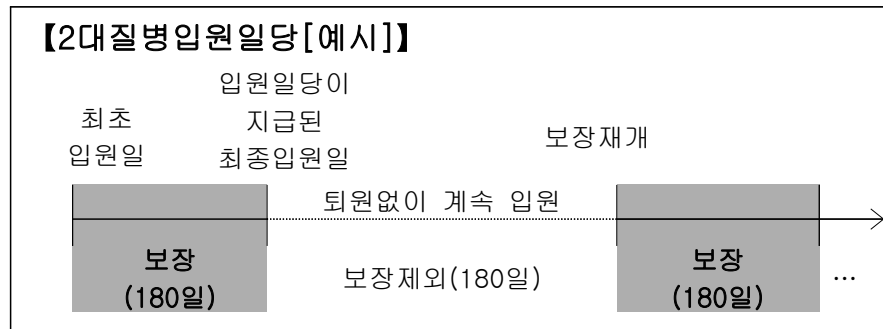 【2대질병입원일당[예시]】
최초
입원일
입원일당이
지급된
최종입원일
보장재개
퇴원없이 계속 입원
보장
(180일)
보장제외(180일)
보장
(180일)
...